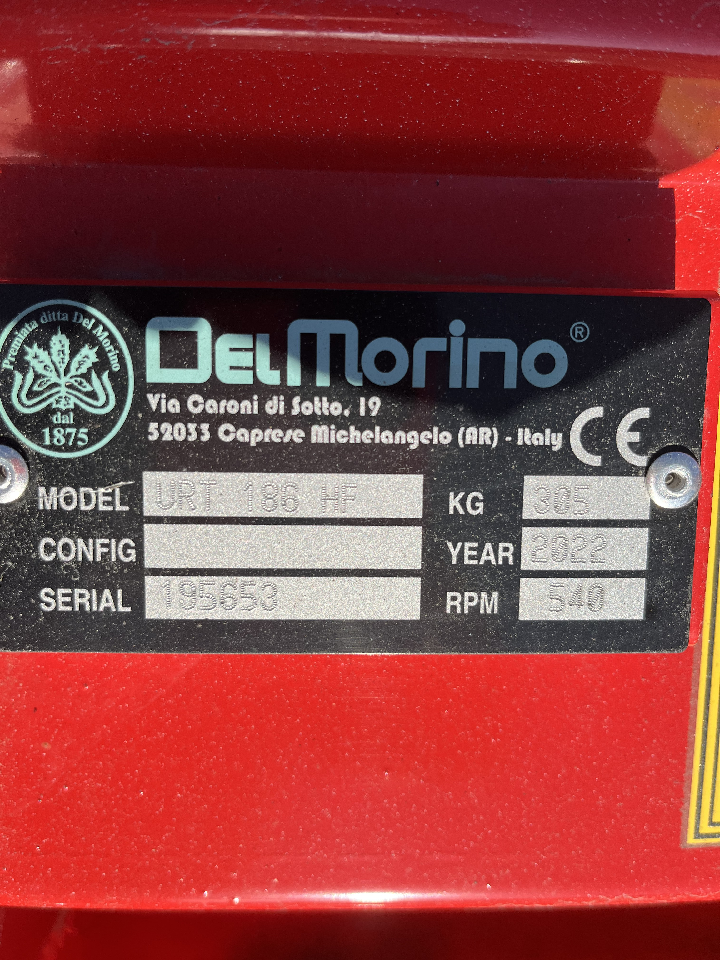 Premiata ditta Del Morino
dal
1875
DELMORINO®
Via Caroni di Sotto, 19
52033 Caprese Michelangelo (AR) - Italy
CE
MODEL URT 186 HF KG 305
CONFIG YEAR 2022
SERIAL 195653 RPM 540